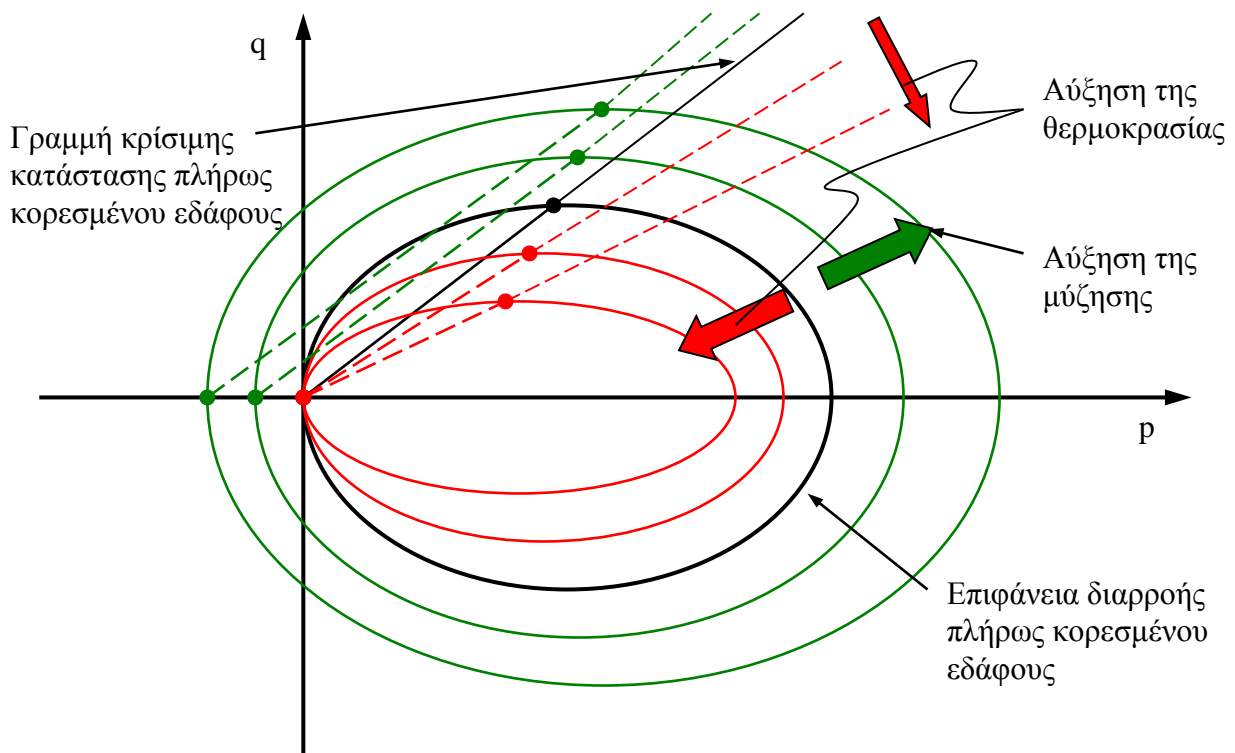 q
Γραμμή κρίσιμης
κατάστασης πλήρως
κορεσμένου εδάφους
Αύξηση της
θερμοκρασίας
Αύξηση της
μύζησης
p
Επιφάνεια διαρροής
πλήρως κορεσμένου
εδάφους